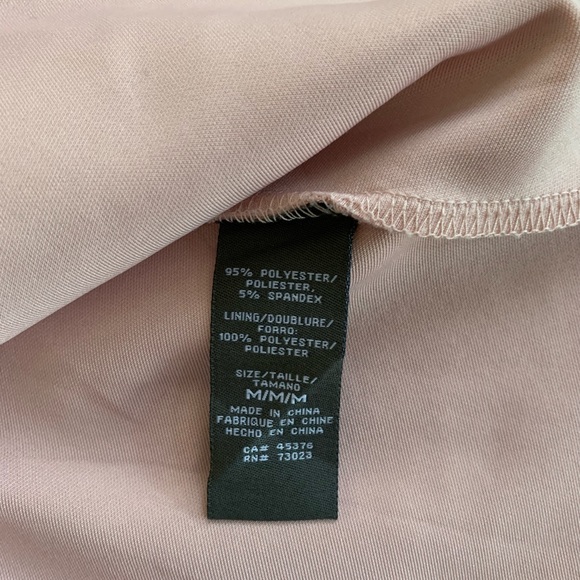 95% POLYESTER/
POLIESTER,
5% SPANDEX
LINING/DOUBLURE/
FORRO:
100% POLYESTER/
POLIESTER
SIZE/TAILLE/
TAMANO
M/M/M
MADE IN CHINA
FABRIQUE EN CHINE
HECHO EN CHINA
CA# 45376
RN# 73023